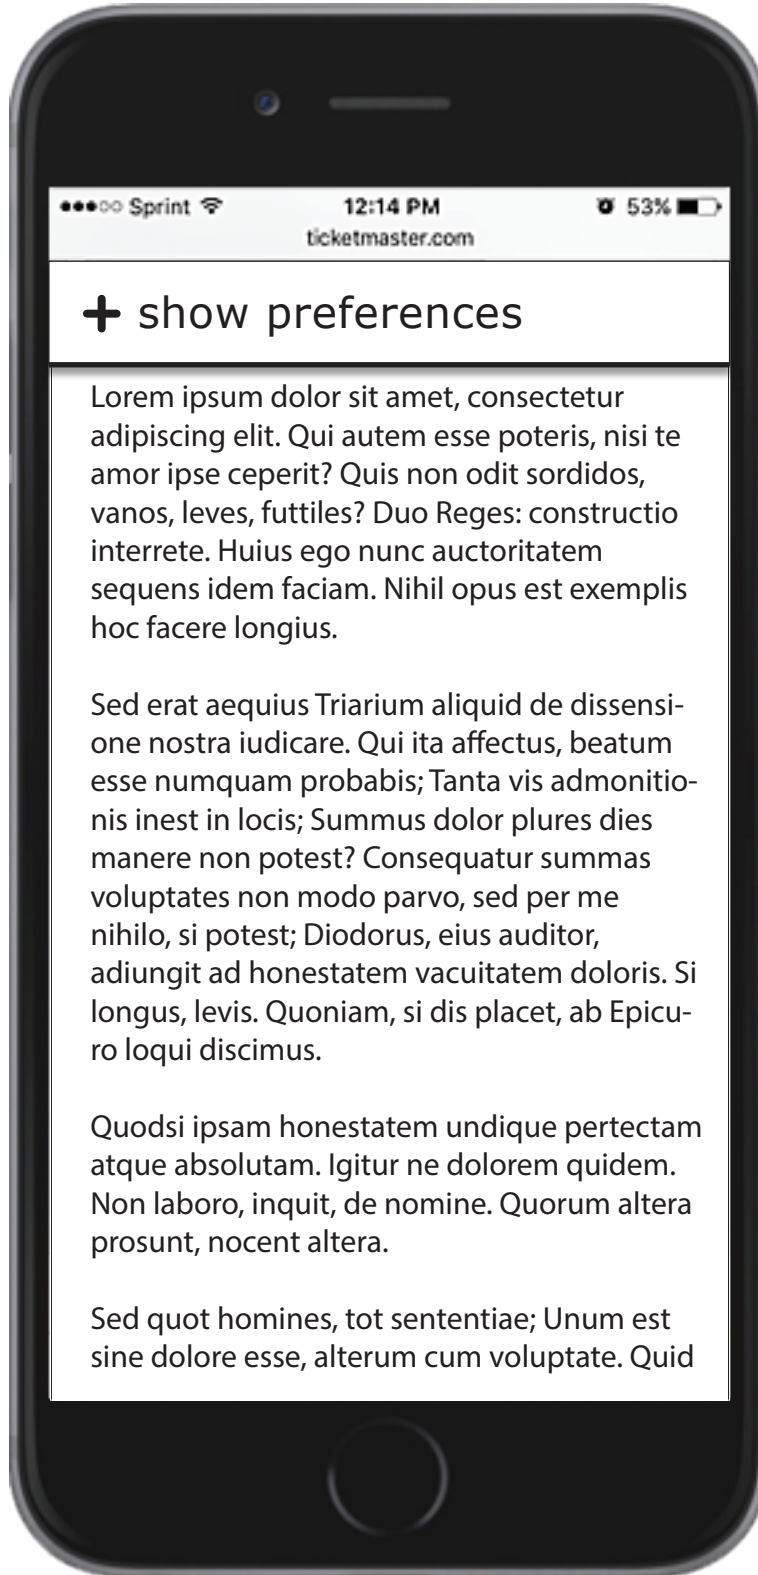 Sprint 12:14 PM 53%
ticketmaster.com
+ show preferences
Lorem ipsum dolor sit amet, consectetur
adipiscing elit. Qui autem esse poteris, nisi te
amor ipse ceperit? Quis non odit sordidos,
vanos, leves, futtiles? Duo Reges: constructio
interrete. Huius ego nunc auctoritatem
sequens idem faciam. Nihil opus est exemplis
hoc facere longius.
Sed erat aequius Triarium aliquid de dissensi-
one nostra iudicare. Qui ita affectus, beatum
esse numquam probabis; Tanta vis admonitio-
nis inest in locis; Summus dolor plures dies
manere non potest? Consequatur summas
voluptates non modo parvo, sed per me
nihilo, si potest; Diodorus, eius auditor,
adiungit ad honestatem vacuitatem doloris. Si
longus, levis. Quoniam, si dis placet, ab Epicu-
ro loqui discimus.
Quodsi ipsam honestatem undique pertectam
atque absolutam. Igitur ne dolorem quidem.
Non laboro, inquit, de nomine. Quorum altera
prosunt, nocent altera.
Sed quot homines, tot sententiae; Unum est
sine dolore esse, alterum cum voluptate. Quid